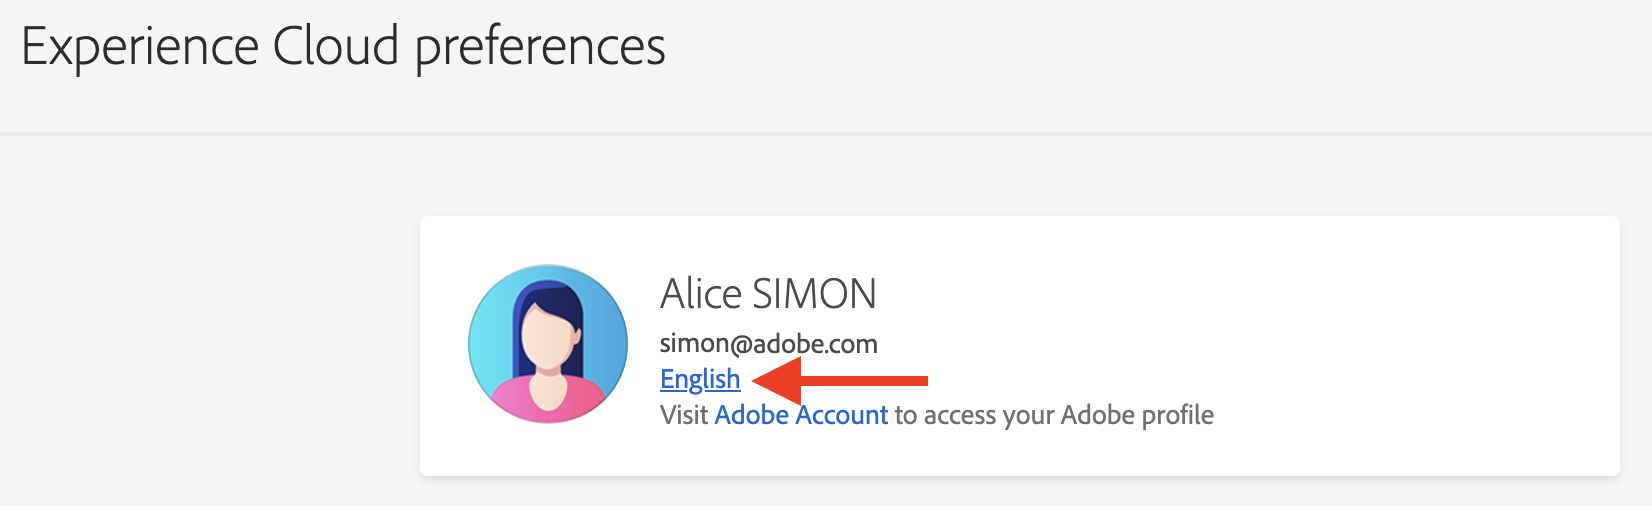 Experience Cloud preferences
Alice SIMON
simon@adobe.com
English
Visit Adobe Account to access your Adobe profile